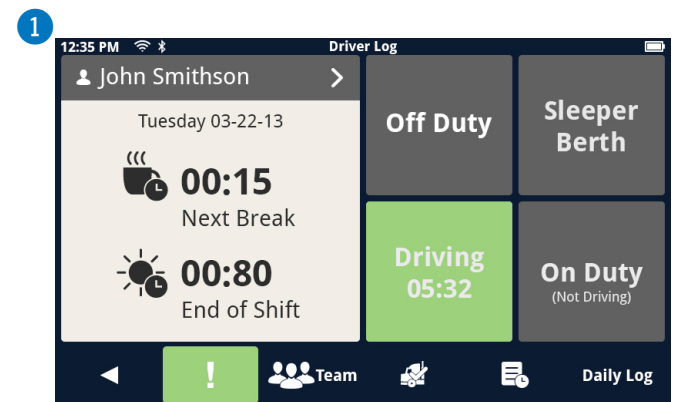 1
12:35 PM Driver Log
John Smithson
Tuesday 03-22-13
00:15
Next Break
00:80
End of Shift
Off Duty
Sleeper
Berth
Driving
05:32
On Duty
(Not Driving)
!
Team
Daily Log